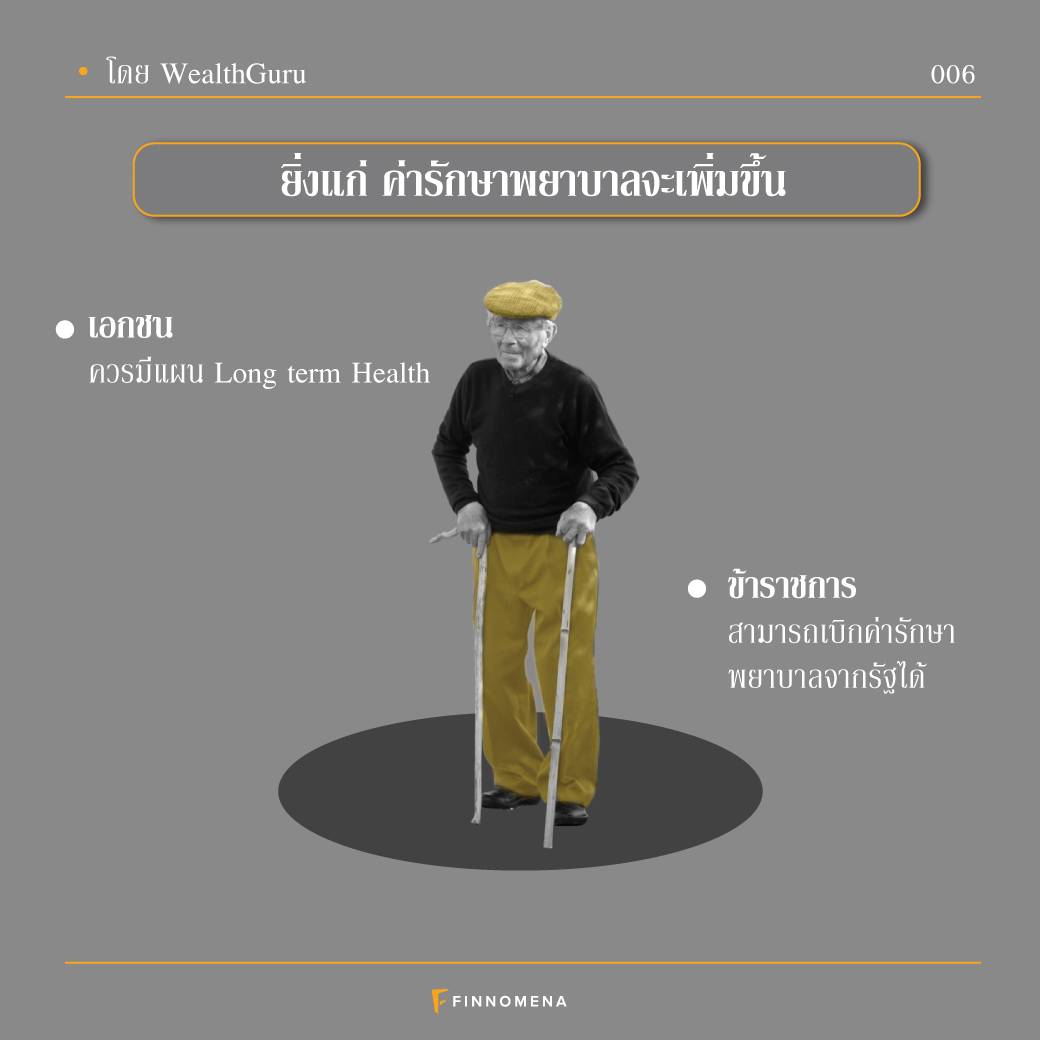 • โดย WealthGuru
006
ยิ่งแก่ ค่ารักษาพยาบาลจะเพิ่มขึ้น
● เอกชน
ควรมีแผน Long term Health
● ข้าราชการ
สามารถเบิกค่ารักษา
พยาบาลจากรัฐได้
FINNOMENA